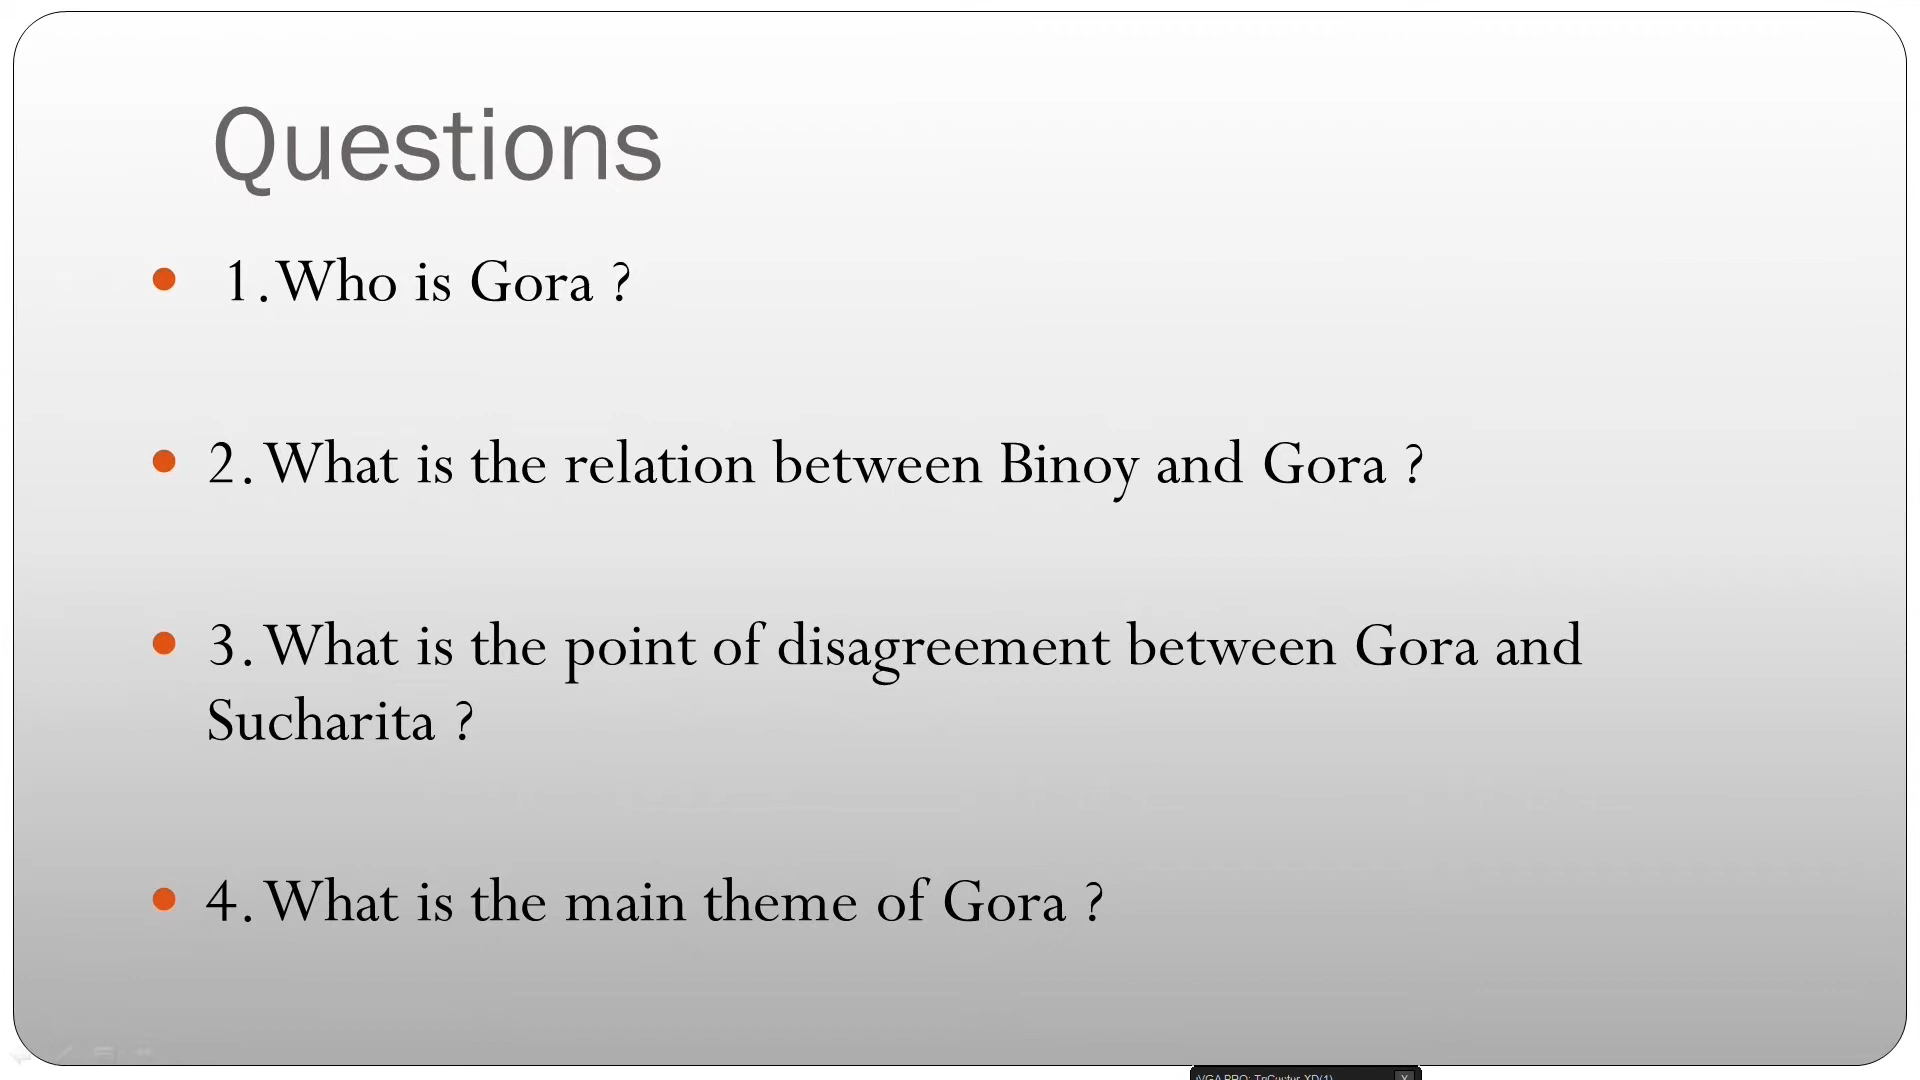 Questions
1. Who is Gora ?
2. What is the relation between Binoy and Gora ?
3. What is the point of disagreement between Gora and
Sucharita ?
4. What is the main theme of Gora ?